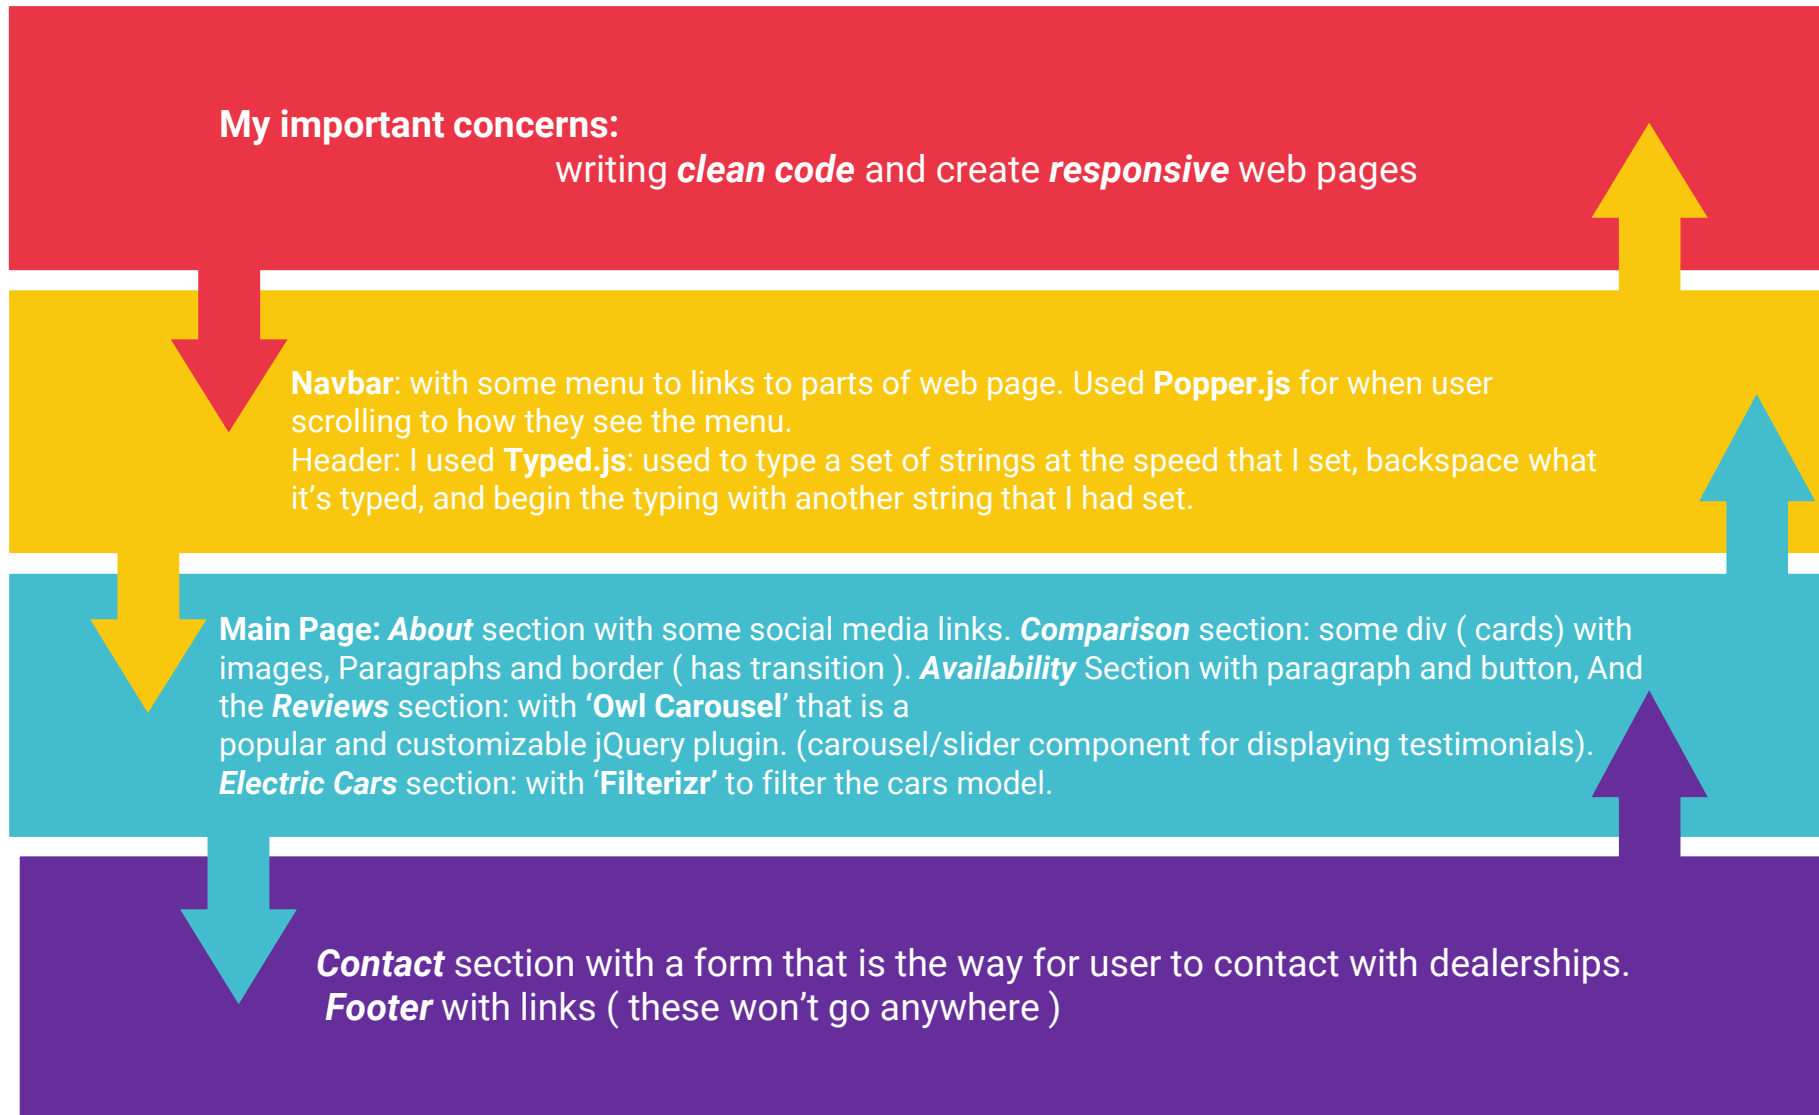 My important concerns:
writing clean code and create responsive web pages
Navbar: with some menu to links to parts of web page. Used Popper.js for when user
scrolling to how they see the menu.
Header: I used Typed.js: used to type a set of strings at the speed that I set, backspace what
it’s typed, and begin the typing with another string that I had set.
Main Page: About section with some social media links. Comparison section: some div ( cards) with
images, Paragraphs and border ( has transition ). Availability Section with paragraph and button, And
the Reviews section: with ‘Owl Carousel’ that is a
popular and customizable jQuery plugin. (carousel/slider component for displaying testimonials).
Electric Cars section: with ‘Filterizr’ to filter the cars model.
Contact section with a form that is the way for user to contact with dealerships.
Footer with links ( these won’t go anywhere )